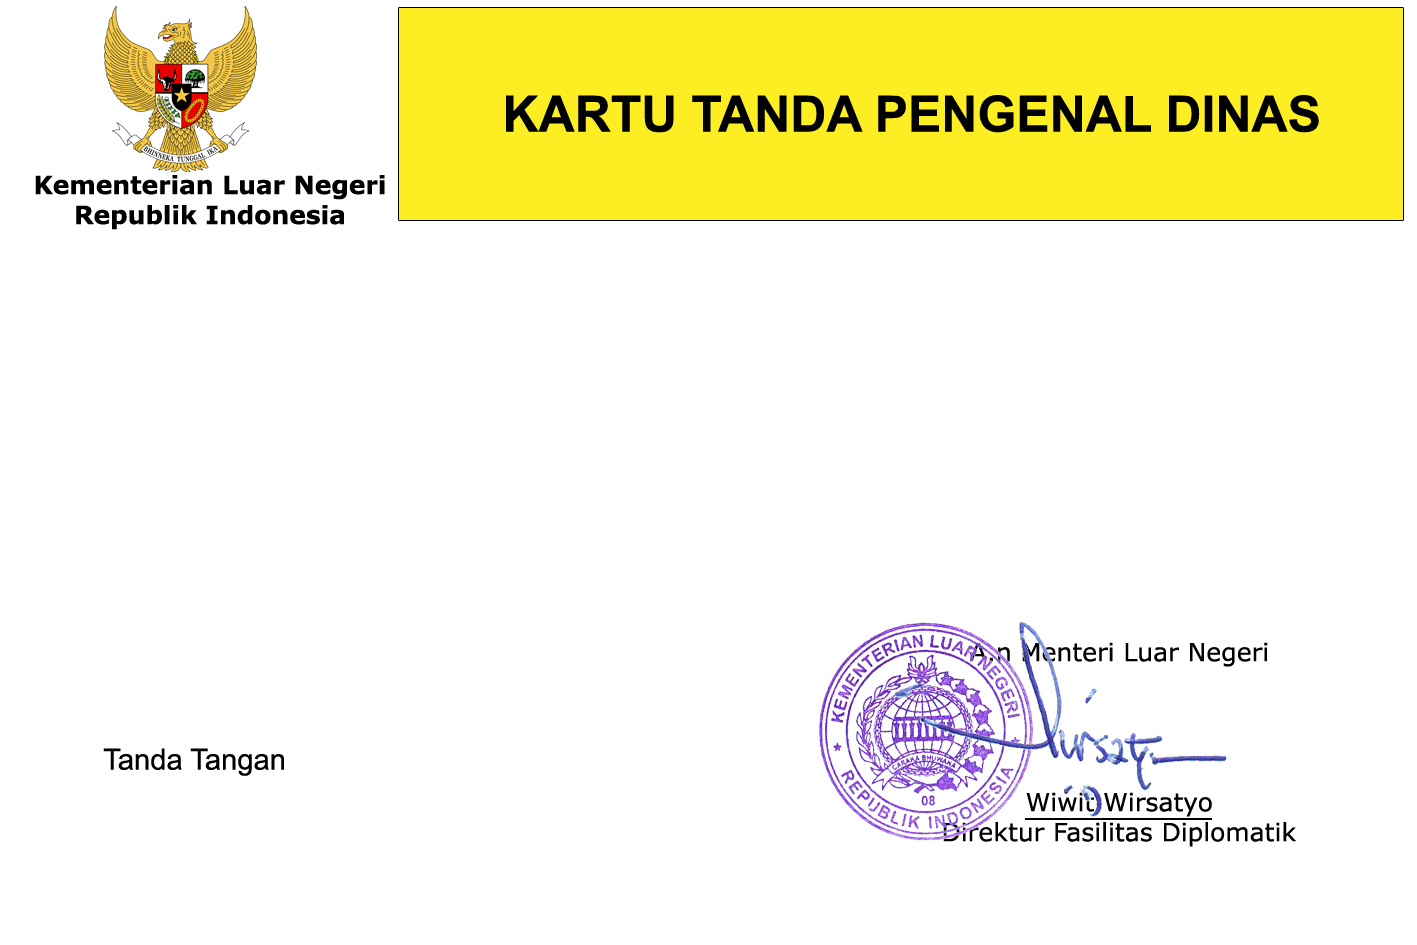 BHINNEKA TUNGGAL IKA
Kementerian Luar Negeri
Republik Indonesia
KARTU TANDA PENGENAL DINAS
A.n Menteri Luar Negeri
KEMENTERIAN LUAR NEGERI
CARAKA BHUWANA
08
REPUBLIK INDONESIA
Tanda Tangan
Wiwit Wirsatyo
Direktur Fasilitas Diplomatik